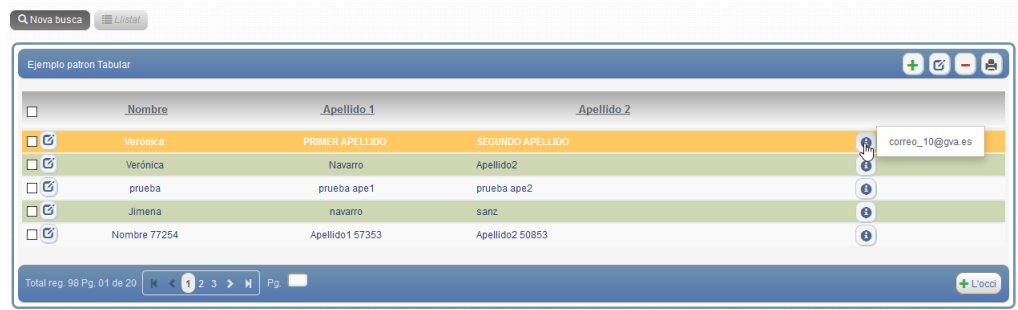 Nova busca Llistat
Ejemplo patron Tabular
Nombre Apellido 1 Apellido 2
Verónica PRIMER APELLIDO SEGUNDO APELLIDO correo_10@gva.es
Verónica Navarro Apellido2
prueba prueba ape1 prueba ape2
Jimena navarro sanz
Nombre 77254 Apellido1 57353 Apellido2 50853
Total reg. 98 Pg. 01 de 20 1 2 3 Pg. L'occi